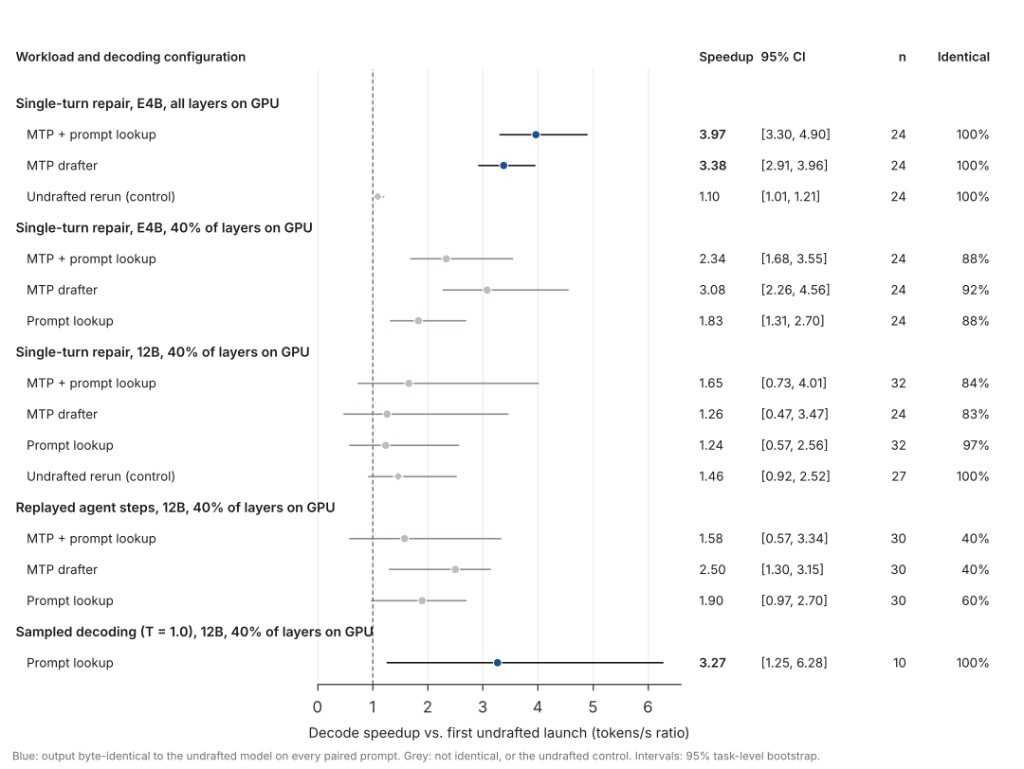 Workload and decoding configuration Speedup 95% CI n Identical
Single-turn repair, E4B, all layers on GPU
MTP + prompt lookup 3.97 [3.30, 4.90] 24 100%
MTP drafter 3.38 [2.91, 3.96] 24 100%
Undrafted rerun (control) 1.10 [1.01, 1.21] 24 100%
Single-turn repair, E4B, 40% of layers on GPU
MTP + prompt lookup 2.34 [1.68, 3.55] 24 88%
MTP drafter 3.08 [2.26, 4.56] 24 92%
Prompt lookup 1.83 [1.31, 2.70] 24 88%
Single-turn repair, 12B, 40% of layers on GPU
MTP + prompt lookup 1.65 [0.73, 4.01] 32 84%
MTP drafter 1.26 [0.47, 3.47] 24 83%
Prompt lookup 1.24 [0.57, 2.56] 32 97%
Undrafted rerun (control) 1.46 [0.92, 2.52] 27 100%
Replayed agent steps, 12B, 40% of layers on GPU
MTP + prompt lookup 1.58 [0.57, 3.34] 30 40%
MTP drafter 2.50 [1.30, 3.15] 30 40%
Prompt lookup 1.90 [0.97, 2.70] 30 60%
Sampled decoding (T = 1.0), 12B, 40% of layers on GPU
Prompt lookup 3.27 [1.25, 6.28] 10 100%
0 1 2 3 4 5 6
Decode speedup vs. first undrafted launch (tokens/s ratio)
Blue: output byte-identical to the undrafted model on every paired prompt. Grey: not identical, or the undrafted control. Intervals: 95% task-level bootstrap.